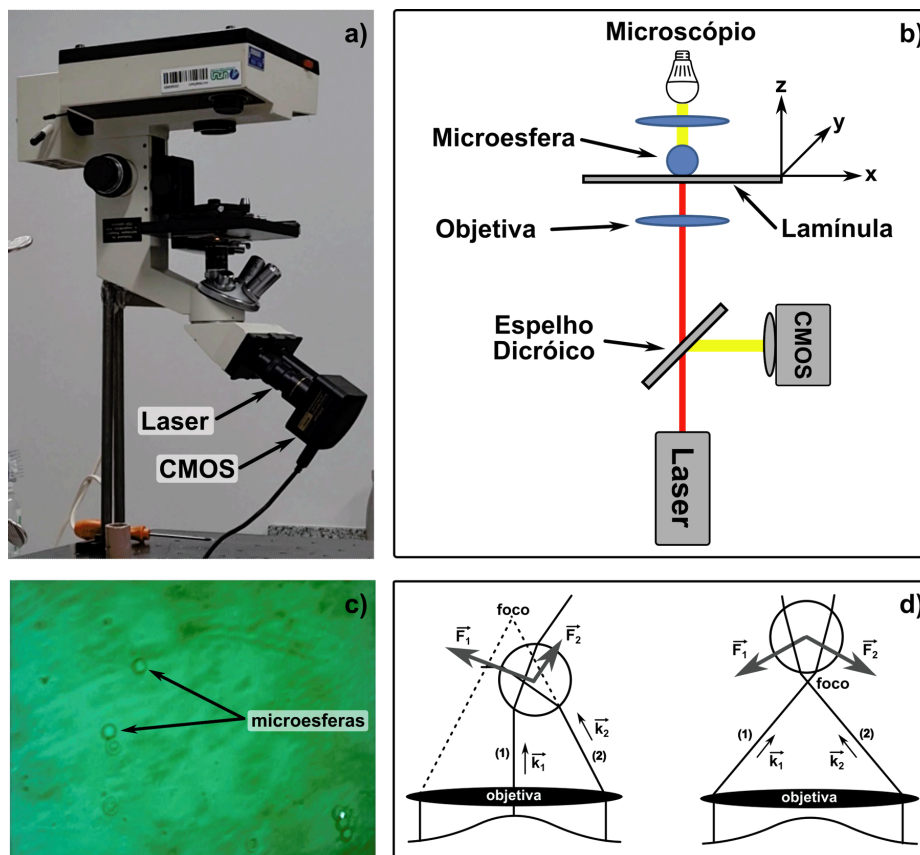 a)
Laser
CMOS
b)
Microscópio
Microesfera
z
y
x
Objetiva
Lamínula
Espelho
Dicróico
CMOS
Laser
c)
microesferas
d)
foco
F₁
F₂
(1)
k₁
(2)
k₂
objetiva
F₁
F₂
foco
(1)
k₁
(2)
k₂
objetiva